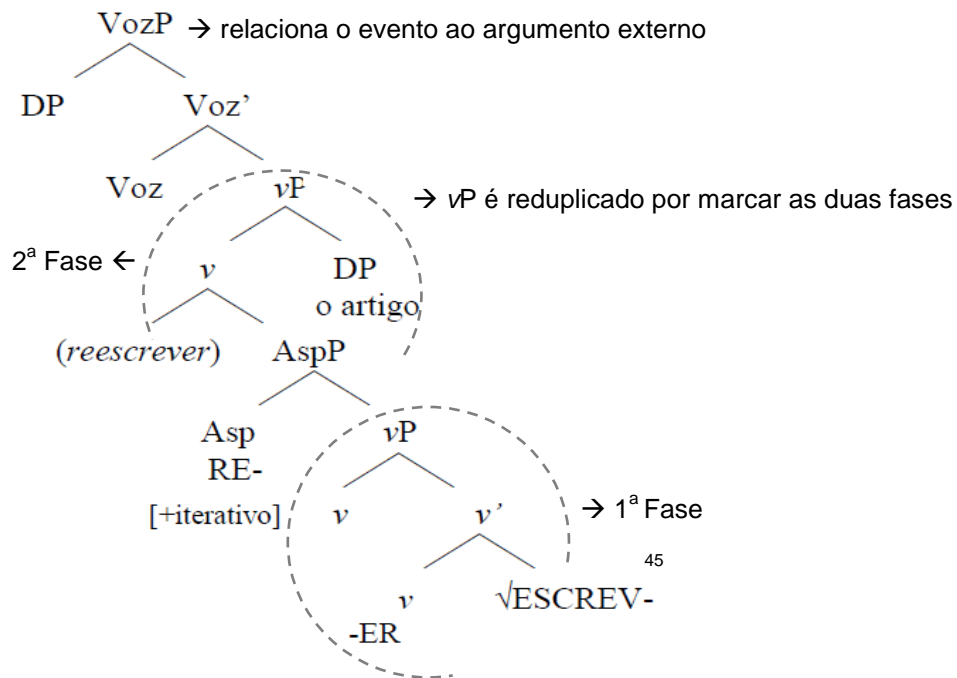 VozP → relaciona o evento ao argumento externo
DP Voz’
Voz vP → vP é reduplicado por marcar as duas fases
2ª Fase ← v DP
o artigo
(reescrever) AspP
Asp vP
RE-
[+iterativo] v v’ → 1ª Fase
45
v √ESCREV-
-ER